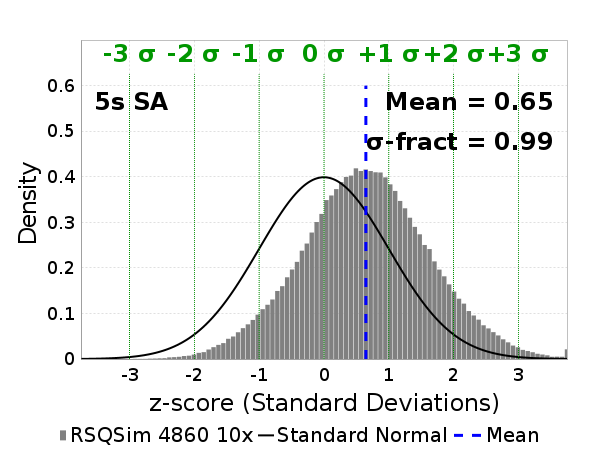 -3 σ -2 σ -1 σ 0 σ +1 σ +2 σ +3 σ
0.6
5s SA
Mean = 0.65
0.5
σ-fract = 0.99
0.4
0.3
0.2
0.1
0
Density
-3 -2 -1 0 1 2 3
z-score (Standard Deviations)
RSQSim 4860 10x Standard Normal Mean